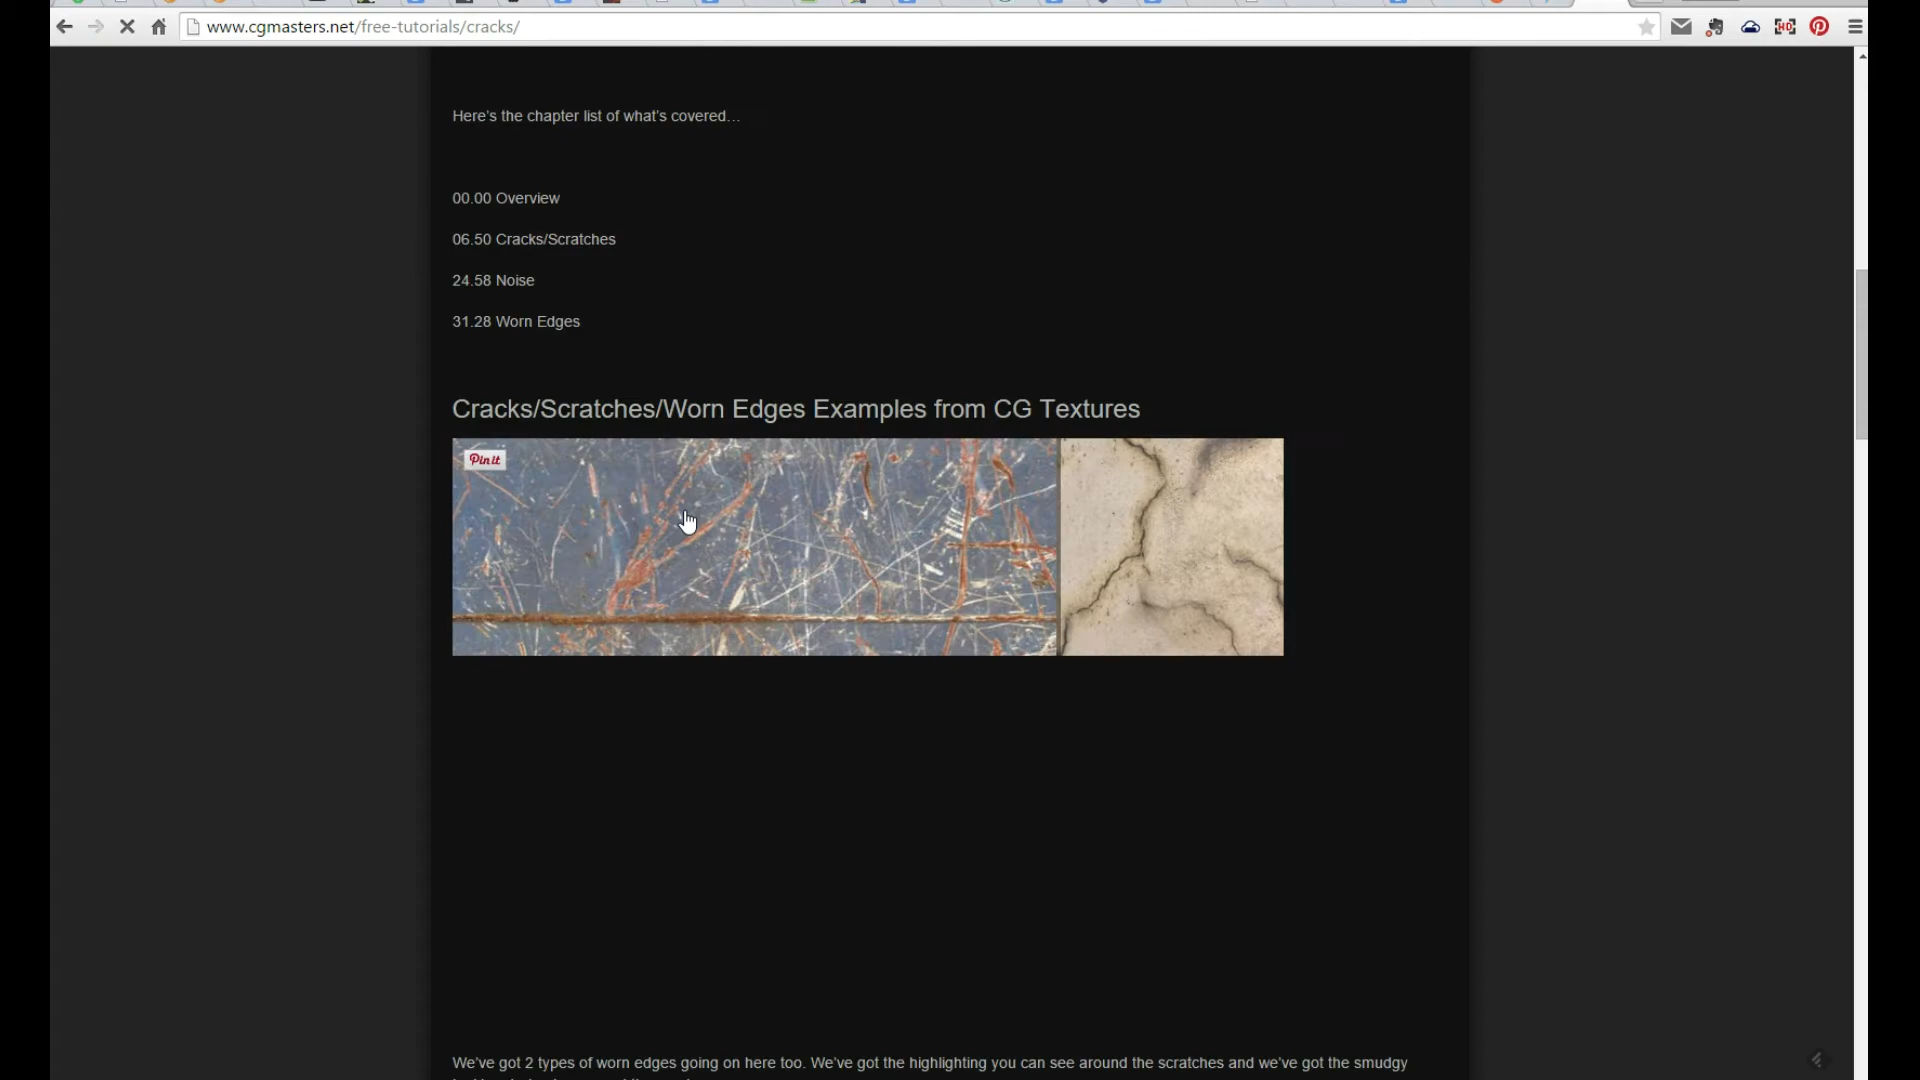 www.cgmasters.net/free-tutorials/cracks/
HD
Here's the chapter list of what's covered…
00.00 Overview
06.50 Cracks/Scratches
24.58 Noise
31.28 Worn Edges
Cracks/Scratches/Worn Edges Examples from CG Textures
Pinit
We've got 2 types of worn edges going on here too. We've got the highlighting you can see around the scratches and we've got the smudgy